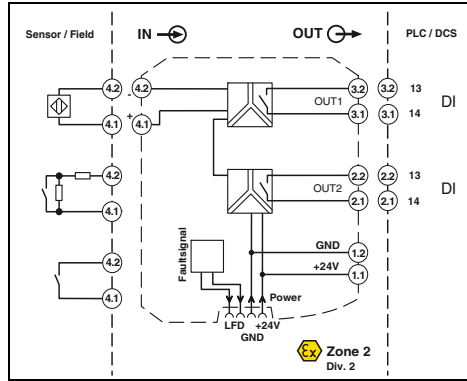 Sensor / Field
IN
OUT
PLC / DCS
4.2
- 4.2
3.2
3.2
13
OUT1
4.1
+ 4.1
3.1
3.1
14
DI
4.2
2.2
2.2
13
OUT2
DI
4.1
2.1
2.1
14
Faultsignal
GND
1.2
4.2
+24V
1.1
4.1
Power
LFD
+24V
GND
Ex
Zone 2
Div. 2